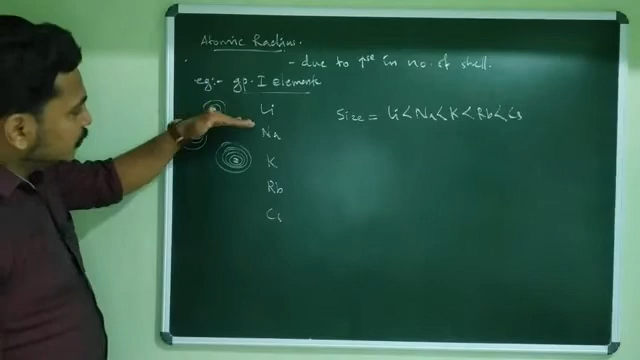 Atomic Radius.
- due to ↑se in no. of shell.
eg:- gp. I elements
Li
Size = Li < Na < K < Rb < Cs
Na
K
Rb
Cs